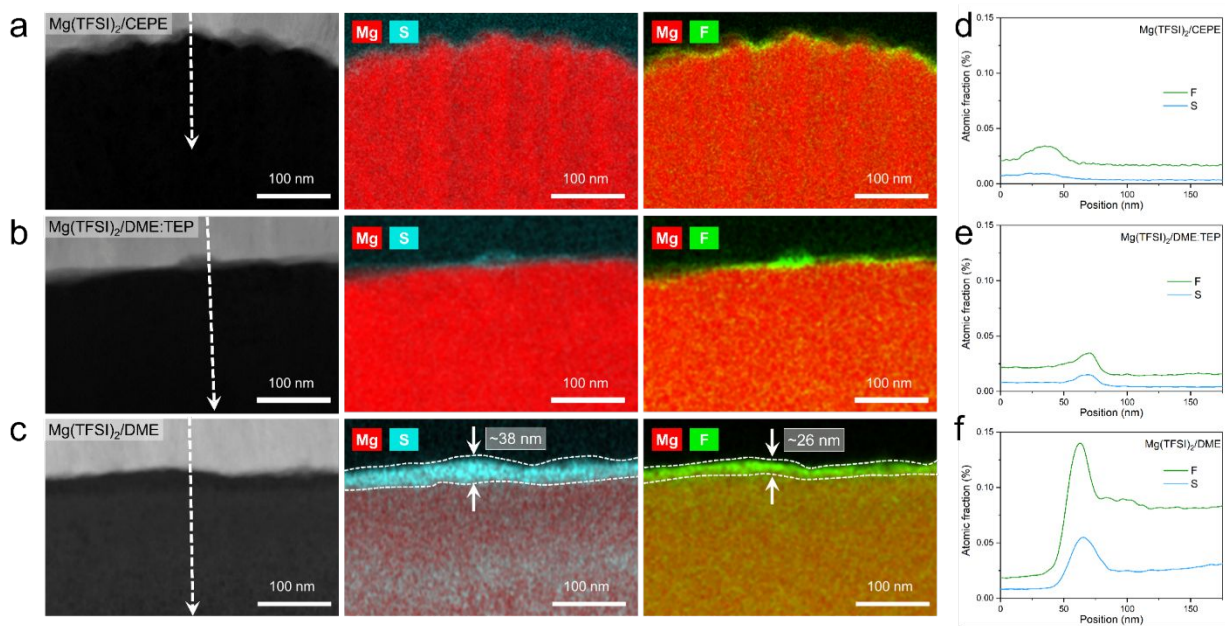 a
Mg(TFSI)₂/CEPE
100 nm
Mg S
100 nm
Mg F
100 nm
d
Mg(TFSI)₂/CEPE
F
S
Atomic fraction (%)
0.15
0.10
0.05
0.00
0 50 100 150
Position (nm)
b
Mg(TFSI)₂/DME:TEP
100 nm
Mg S
100 nm
Mg F
100 nm
e
Mg(TFSI)₂/DME:TEP
F
S
Atomic fraction (%)
0.15
0.10
0.05
0.00
0 50 100 150
Position (nm)
c
Mg(TFSI)₂/DME
100 nm
Mg S
~38 nm
100 nm
Mg F
~26 nm
100 nm
f
Mg(TFSI)₂/DME
F
S
Atomic fraction (%)
0.15
0.10
0.05
0.00
0 50 100 150
Position (nm)